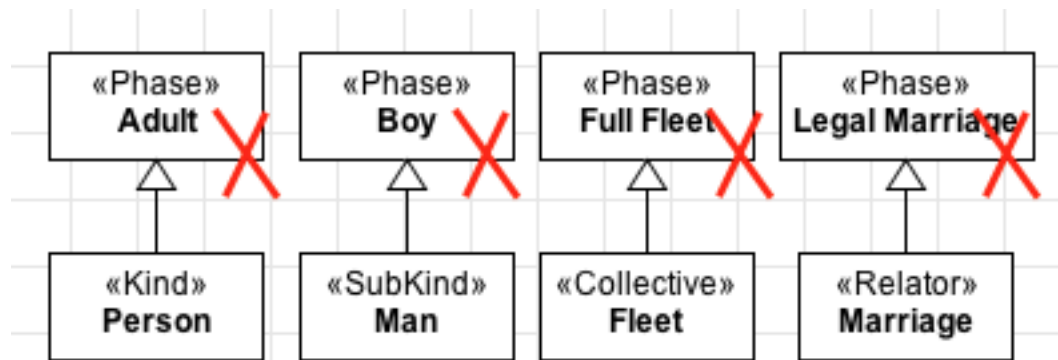 «Phase»
Adult
«Phase»
Boy
«Phase»
Full Fleet
«Phase»
Legal Marriage
«Kind»
Person
«SubKind»
Man
«Collective»
Fleet
«Relator»
Marriage